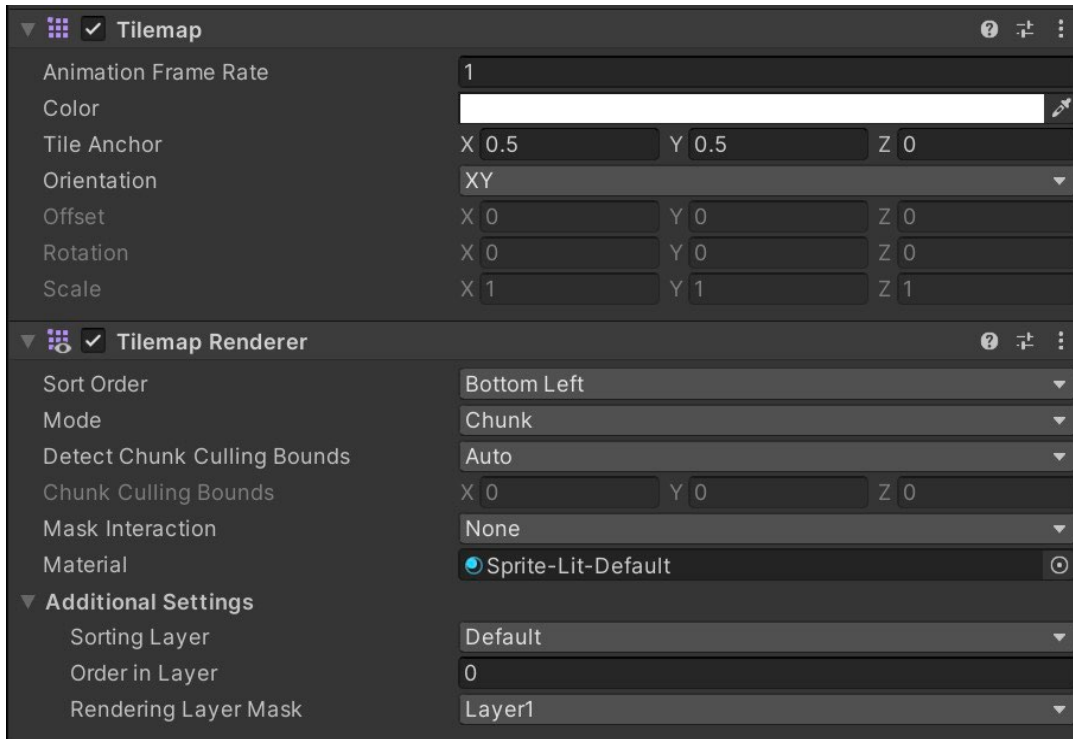 Tilemap
Animation Frame Rate 1
Color
Tile Anchor X 0.5 Y 0.5 Z 0
Orientation XY
Offset X 0 Y 0 Z 0
Rotation X 0 Y 0 Z 0
Scale X 1 Y 1 Z 1
Tilemap Renderer
Sort Order Bottom Left
Mode Chunk
Detect Chunk Culling Bounds Auto
Chunk Culling Bounds X 0 Y 0 Z 0
Mask Interaction None
Material Sprite-Lit-Default
Additional Settings
Sorting Layer Default
Order in Layer 0
Rendering Layer Mask Layer1